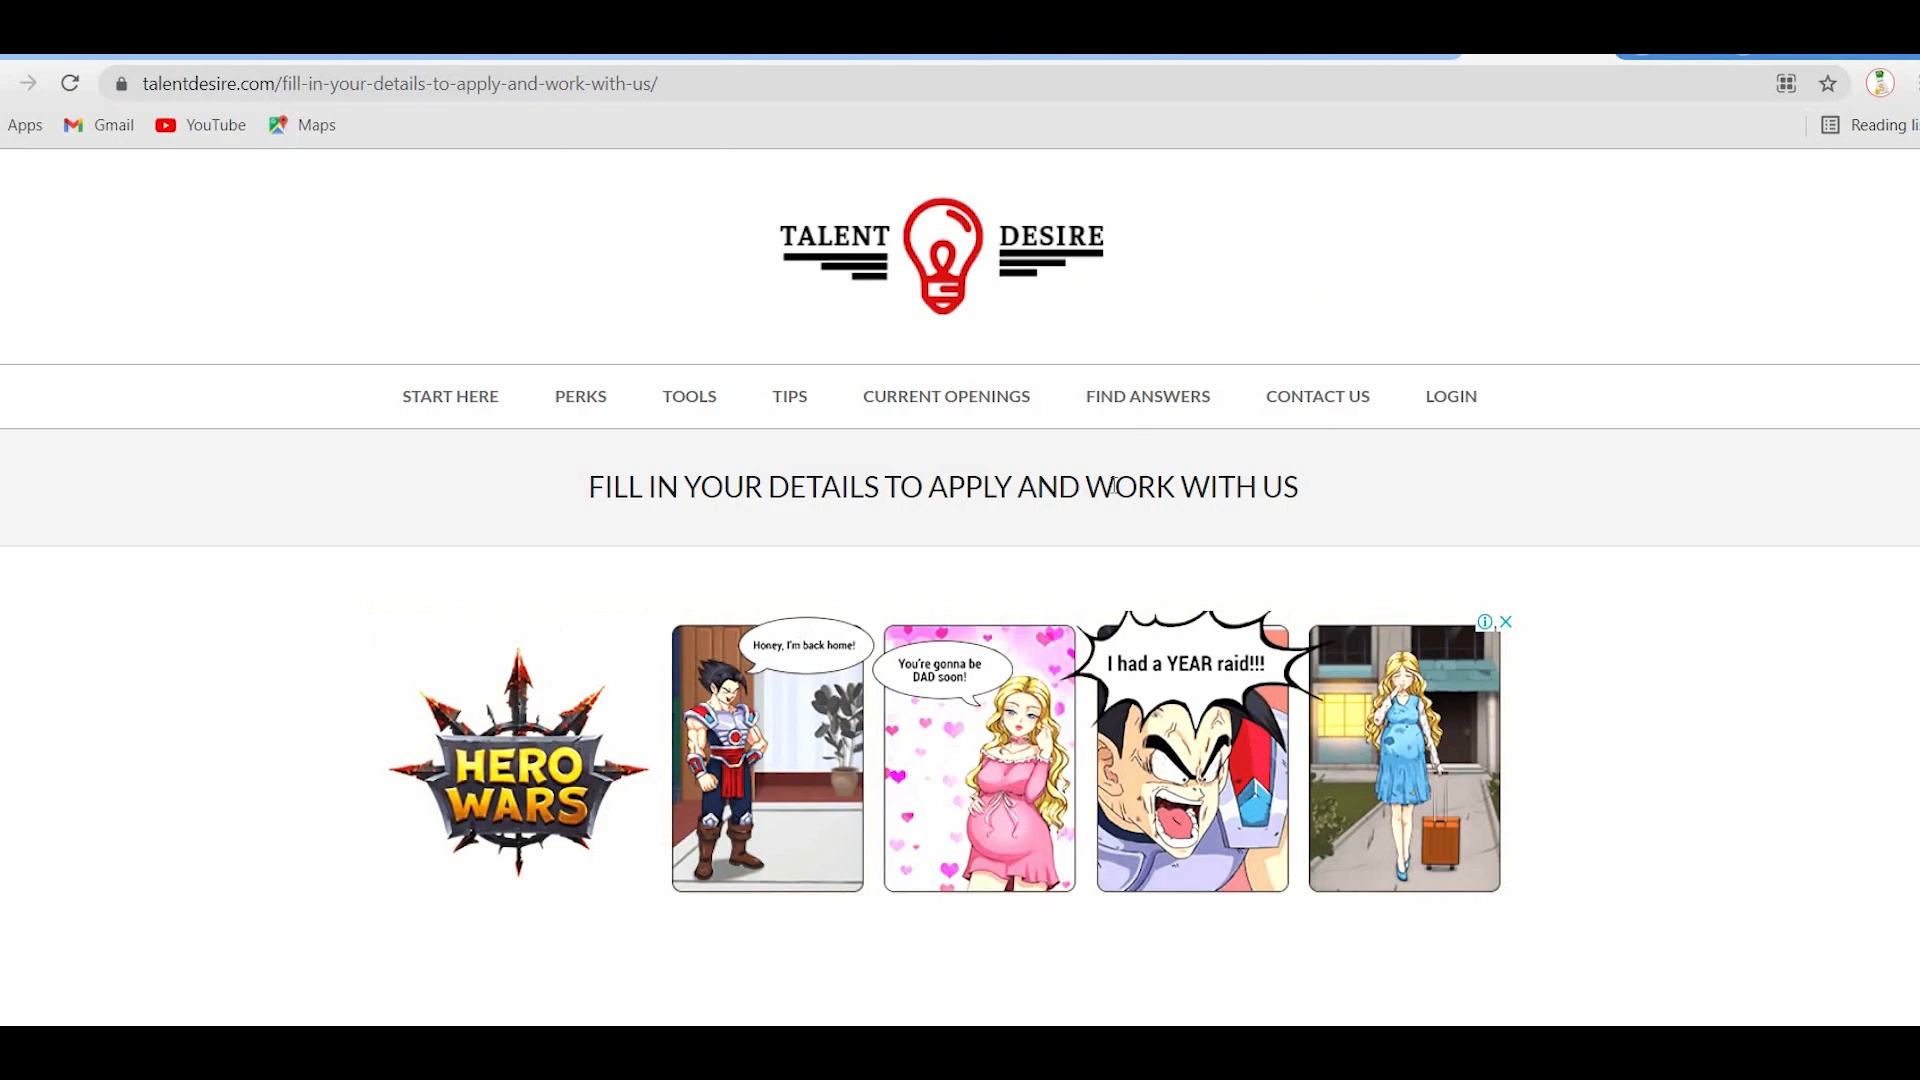 talentdesire.com/fill-in-your-details-to-apply-and-work-with-us/
Apps Gmail YouTube Maps Reading li
TALENT DESIRE
START HERE PERKS TOOLS TIPS CURRENT OPENINGS FIND ANSWERS CONTACT US LOGIN
FILL IN YOUR DETAILS TO APPLY AND WORK WITH US
HERO
WARS
Honey, I'm back home!
You're gonna be
DAD soon!
I had a YEAR raid!!!